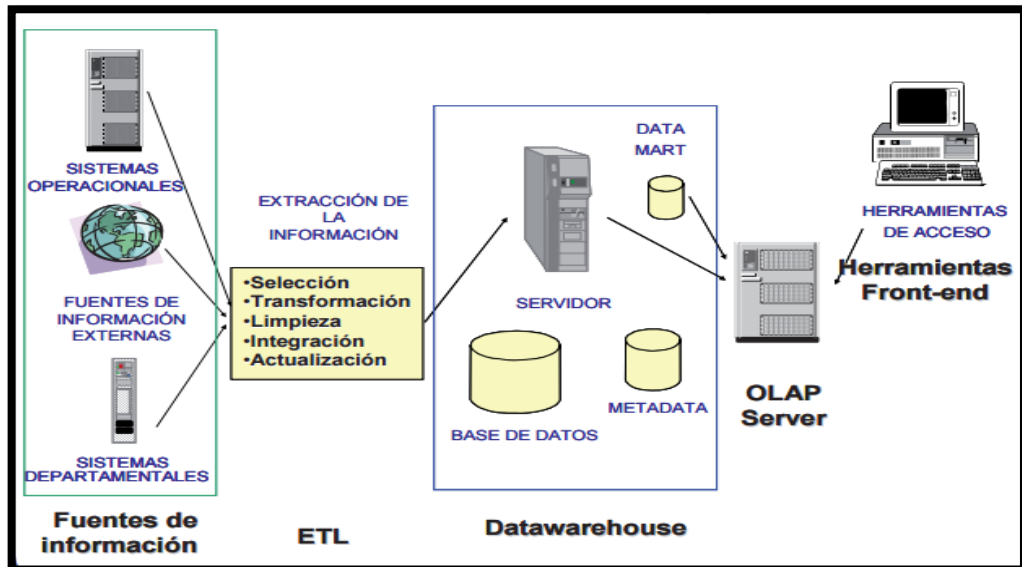 SISTEMAS
OPERACIONALES
FUENTES DE
INFORMACIÓN
EXTERNAS
SISTEMAS
DEPARTAMENTALES
Fuentes de
información
EXTRACCIÓN DE
LA
INFORMACIÓN
•Selección
•Transformación
•Limpieza
•Integración
•Actualización
ETL
DATA
MART
SERVIDOR
BASE DE DATOS
METADATA
Datawarehouse
OLAP
Server
HERRAMIENTAS
DE ACCESO
Herramientas
Front-end